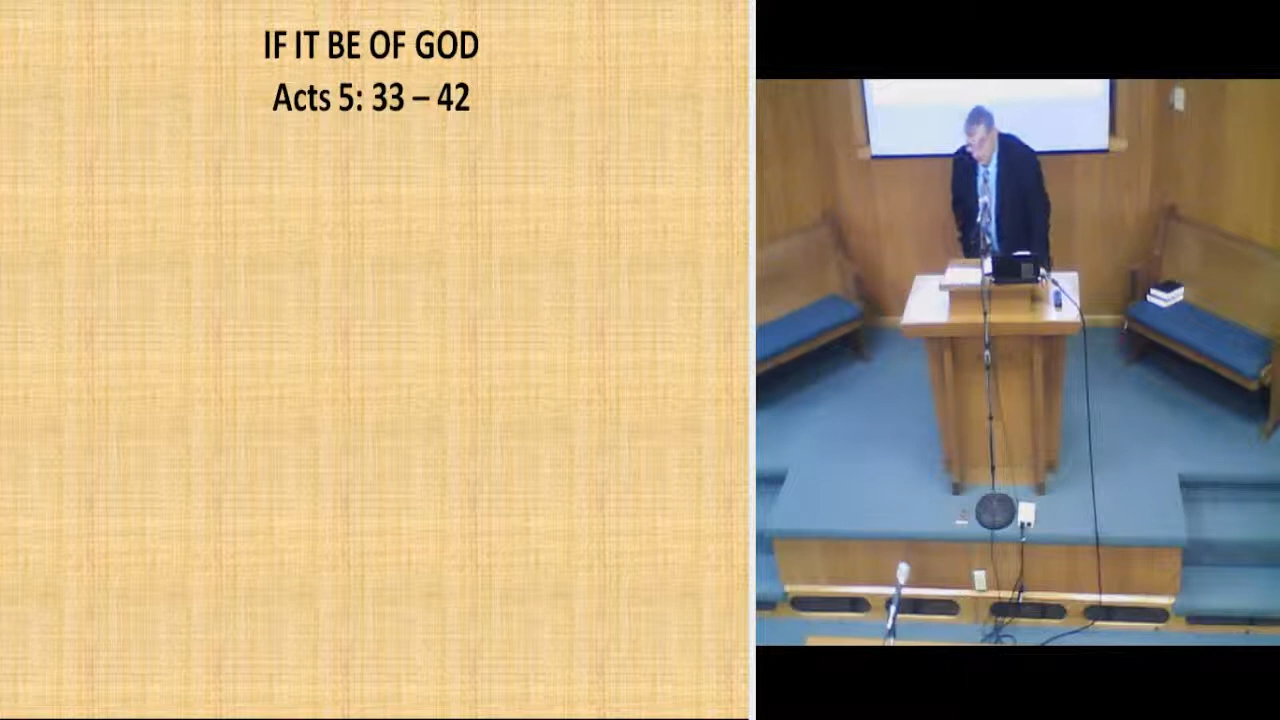 IF IT BE OF GOD
Acts 5: 33 – 42